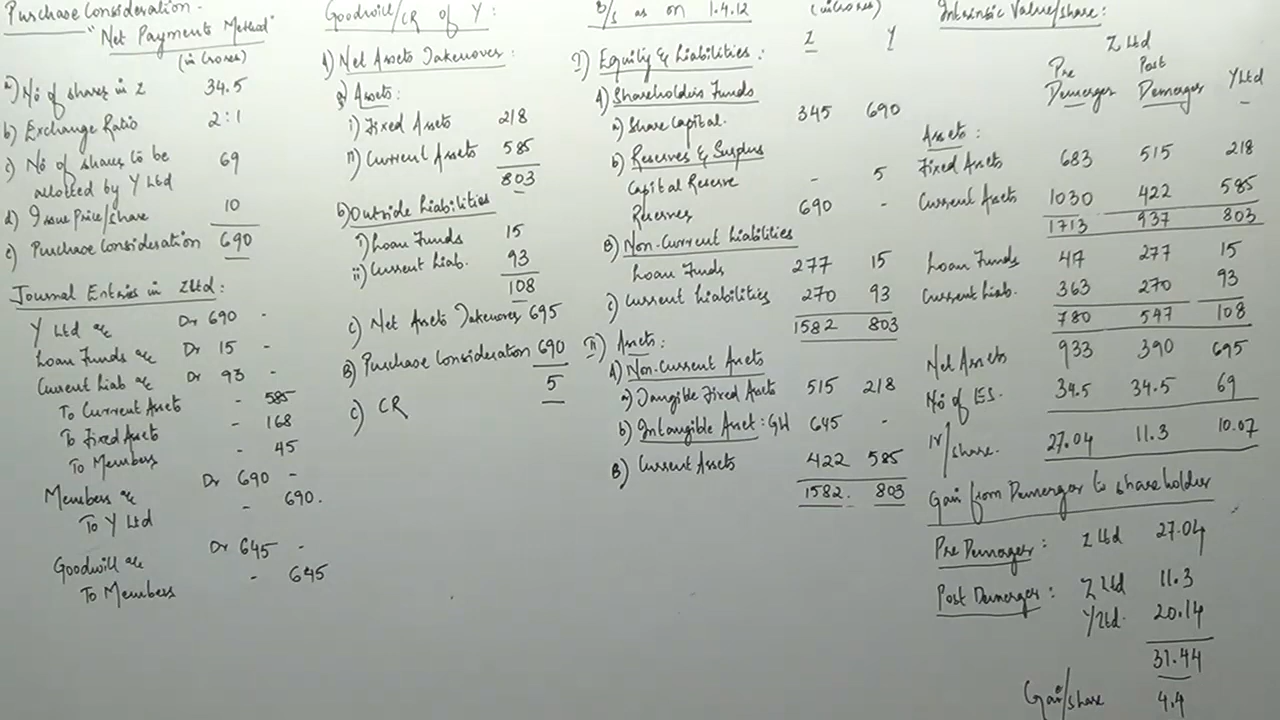 Purchase Consideration -
"Net Payments Method"
(in Crores)
a) No of shares in Z 34.5
b) Exchange Ratio 2:1
c) No of shares to be
allotted by Y Ltd 69
d) Issue Price/share 10
e) Purchase Consideration 690
Journal Entries in Z Ltd:
Y Ltd a/c Dr 690 -
Loan Funds a/c Dr 15 -
Current Liab a/c Dr 93 -
To Current Assets - 585
To Fixed Assets - 168
To Members - 45
Members a/c Dr 690 -
To Y Ltd - 690.
Goodwill a/c Dr 645 -
To Members - 645
Goodwill/CR of Y:
A) Net Assets Takeover:
a) Assets:
i) Fixed Assets 218
ii) Current Assets 585
803
b) Outside Liabilities
i) Loan Funds 15
ii) Current Liab. 93
108
c) Net Assets Takeover 695
B) Purchase Consideration 690
5
C) CR
B/S as on 1.4.12 (in Crores)
Z Y
I) Equity & Liabilities:
A) Shareholders Funds
a) Share Capital. 345 690
b) Reserves & Surplus
Capital Reserve - 5
Reserves 690 -
B) Non-Current Liabilities
Loan Funds 277 15
C) Current Liabilities 270 93
1582 803
II) Assets:
A) Non-Current Assets
a) Tangible Fixed Assets 515 218
b) Intangible Asset: GW 645 -
B) Current Assets 422 585
1582. 803
Intrinsic Value/share:
Z Ltd
Pre Demerger Post Demerger Y Ltd
Assets:
Fixed Assets 683 515 218
Current Assets 1030 422 585
1713 937 803
Loan Funds 417 277 15
Current Liab. 363 270 93
780 547 108
Net Assets 933 390 695
No of E.S. 34.5 34.5 69
IV/share. 27.04 11.3 10.07
Gain from Demerger to shareholder
Pre Demerger: Z Ltd 27.04
Post Demerger: Z Ltd 11.3
Y Ltd. 20.14
31.44
Gain/share 4.4